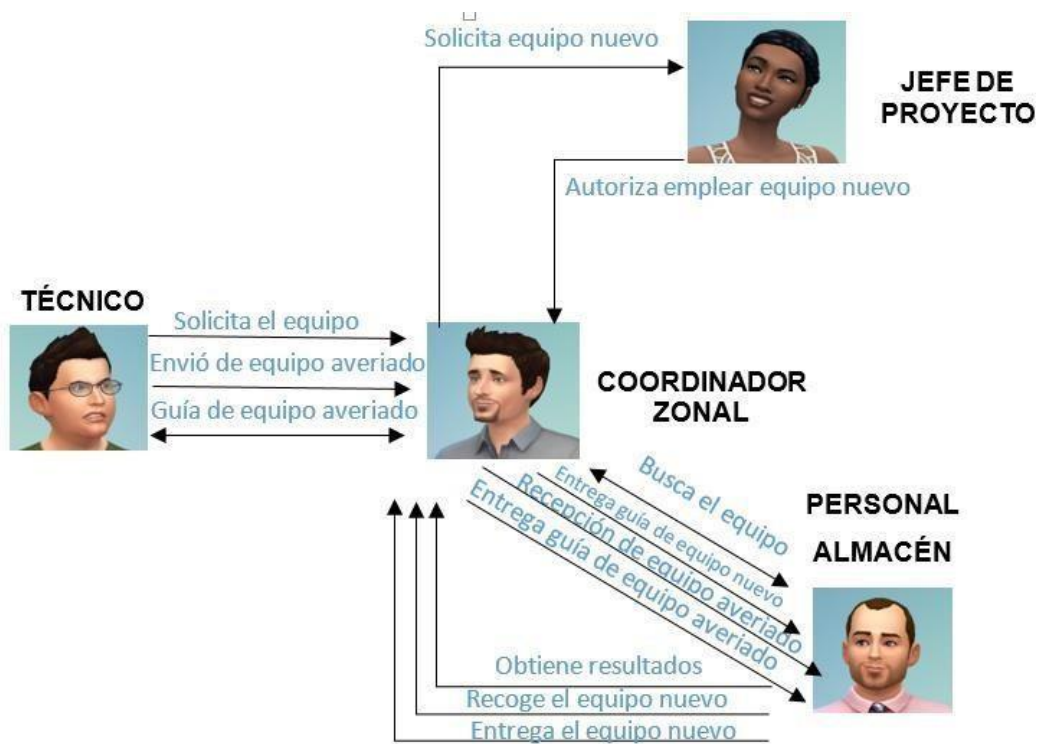 Solicita equipo nuevo
JEFE DE
PROYECTO
Autoriza emplear equipo nuevo
TÉCNICO
Solicita el equipo
Envió de equipo averiado
Guía de equipo averiado
COORDINADOR
ZONAL
Busca el equipo
Entrega guía de equipo nuevo
Recepción de equipo averiado
Entrega guía de equipo averiado
PERSONAL
ALMACÉN
Obtiene resultados
Recoge el equipo nuevo
Entrega el equipo nuevo